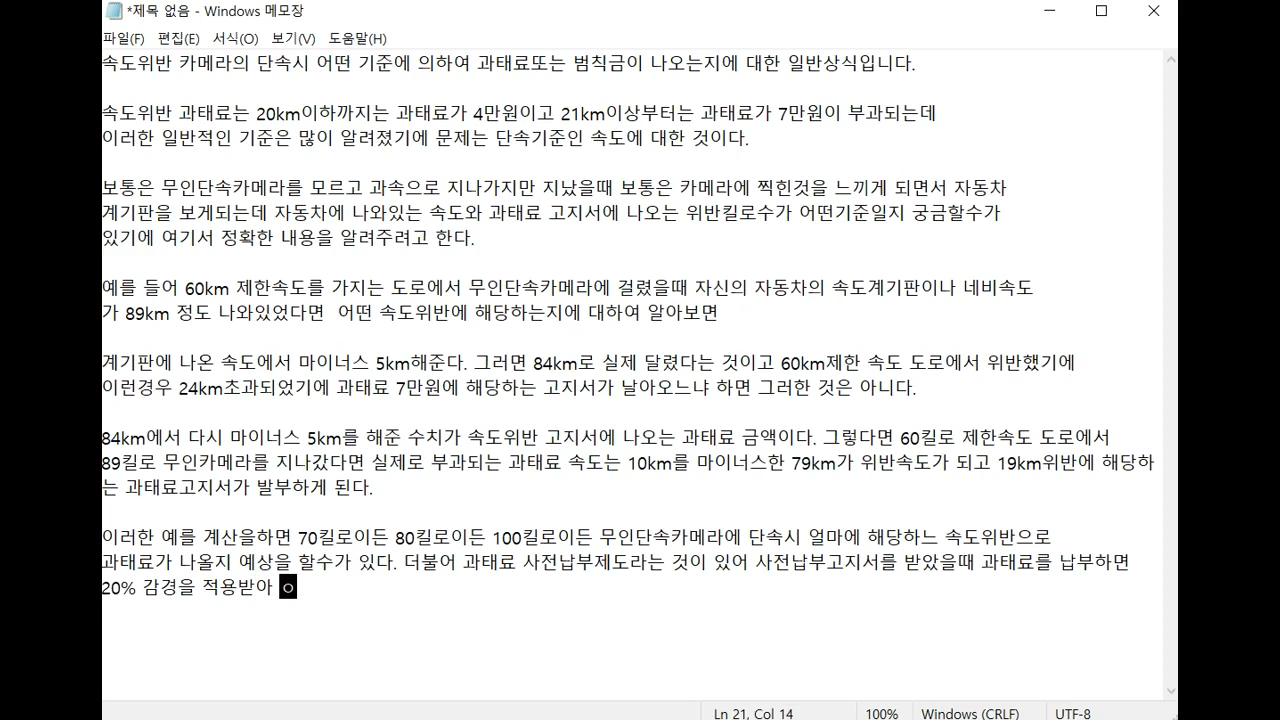 *제목 없음 - Windows 메모장
파일(F) 편집(E) 서식(O) 보기(V) 도움말(H)
속도위반 카메라의 단속시 어떤 기준에 의하여 과태료또는 범칙금이 나오는지에 대한 일반상식입니다.
속도위반 과태료는 20km이하까지는 과태료가 4만원이고 21km이상부터는 과태료가 7만원이 부과되는데
이러한 일반적인 기준은 많이 알려졌기에 문제는 단속기준인 속도에 대한 것이다.
보통은 무인단속카메라를 모르고 과속으로 지나가지만 지났을때 보통은 카메라에 찍힌것을 느끼게 되면서 자동차
계기판을 보게되는데 자동차에 나와있는 속도와 과태료 고지서에 나오는 위반킬로수가 어떤기준일지 궁금할수가
있기에 여기서 정확한 내용을 알려주려고 한다.
예를 들어 60km 제한속도를 가지는 도로에서 무인단속카메라에 걸렸을때 자신의 자동차의 속도계기판이나 네비속도
가 89km 정도 나와있었다면  어떤 속도위반에 해당하는지에 대하여 알아보면
계기판에 나온 속도에서 마이너스 5km해준다. 그러면 84km로 실제 달렸다는 것이고 60km제한 속도 도로에서 위반했기에
이런경우 24km초과되었기에 과태료 7만원에 해당하는 고지서가 날아오느냐 하면 그러한 것은 아니다.
84km에서 다시 마이너스 5km를 해준 수치가 속도위반 고지서에 나오는 과태료 금액이다. 그렇다면 60킬로 제한속도 도로에서
89킬로 무인카메라를 지나갔다면 실제로 부과되는 과태료 속도는 10km를 마이너스한 79km가 위반속도가 되고 19km위반에 해당하
는 과태료고지서가 발부하게 된다.
이러한 예를 계산을하면 70킬로이든 80킬로이든 100킬로이든 무인단속카메라에 단속시 얼마에 해당하느 속도위반으로
과태료가 나올지 예상을 할수가 있다. 더불어 과태료 사전납부제도라는 것이 있어 사전납부고지서를 받았을때 과태료를 납부하면
20% 감경을 적용받아 ㅇ
Ln 21, Col 14 100% Windows (CRLF) UTF-8